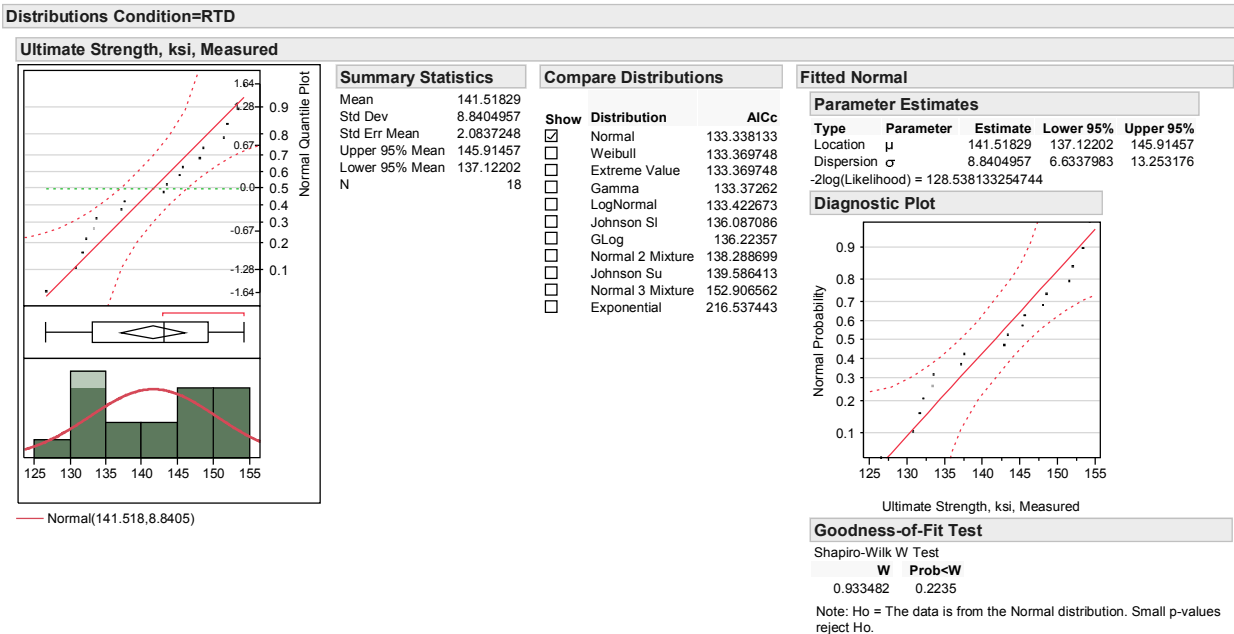 Distributions Condition=RTD
Ultimate Strength, ksi, Measured
1.64
1.28
0.67
0.0
-0.67
-1.28
-1.64
0.9
0.8
0.7
0.6
0.5
0.4
0.3
0.2
0.1
Normal Quantile Plot
125 130 135 140 145 150 155
Normal(141.518,8.8405)
Summary Statistics
Mean 141.51829
Std Dev 8.8404957
Std Err Mean 2.0837248
Upper 95% Mean 145.91457
Lower 95% Mean 137.12202
N 18
Compare Distributions
Show Distribution AICc
Normal 133.338133
Weibull 133.369748
Extreme Value 133.369748
Gamma 133.37262
LogNormal 133.422673
Johnson Sl 136.087086
GLog 136.22357
Normal 2 Mixture 138.288699
Johnson Su 139.586413
Normal 3 Mixture 152.906562
Exponential 216.537443
Fitted Normal
Parameter Estimates
Type Parameter Estimate Lower 95% Upper 95%
Location μ 141.51829 137.12202 145.91457
Dispersion σ 8.8404957 6.6337983 13.253176
-2log(Likelihood) = 128.538133254744
Diagnostic Plot
Normal Probability
0.9
0.8
0.7
0.6
0.5
0.4
0.3
0.2
0.1
125 130 135 140 145 150 155
Ultimate Strength, ksi, Measured
Goodness-of-Fit Test
Shapiro-Wilk W Test
W Prob<W
0.933482 0.2235
Note: Ho = The data is from the Normal distribution. Small p-values
reject Ho.